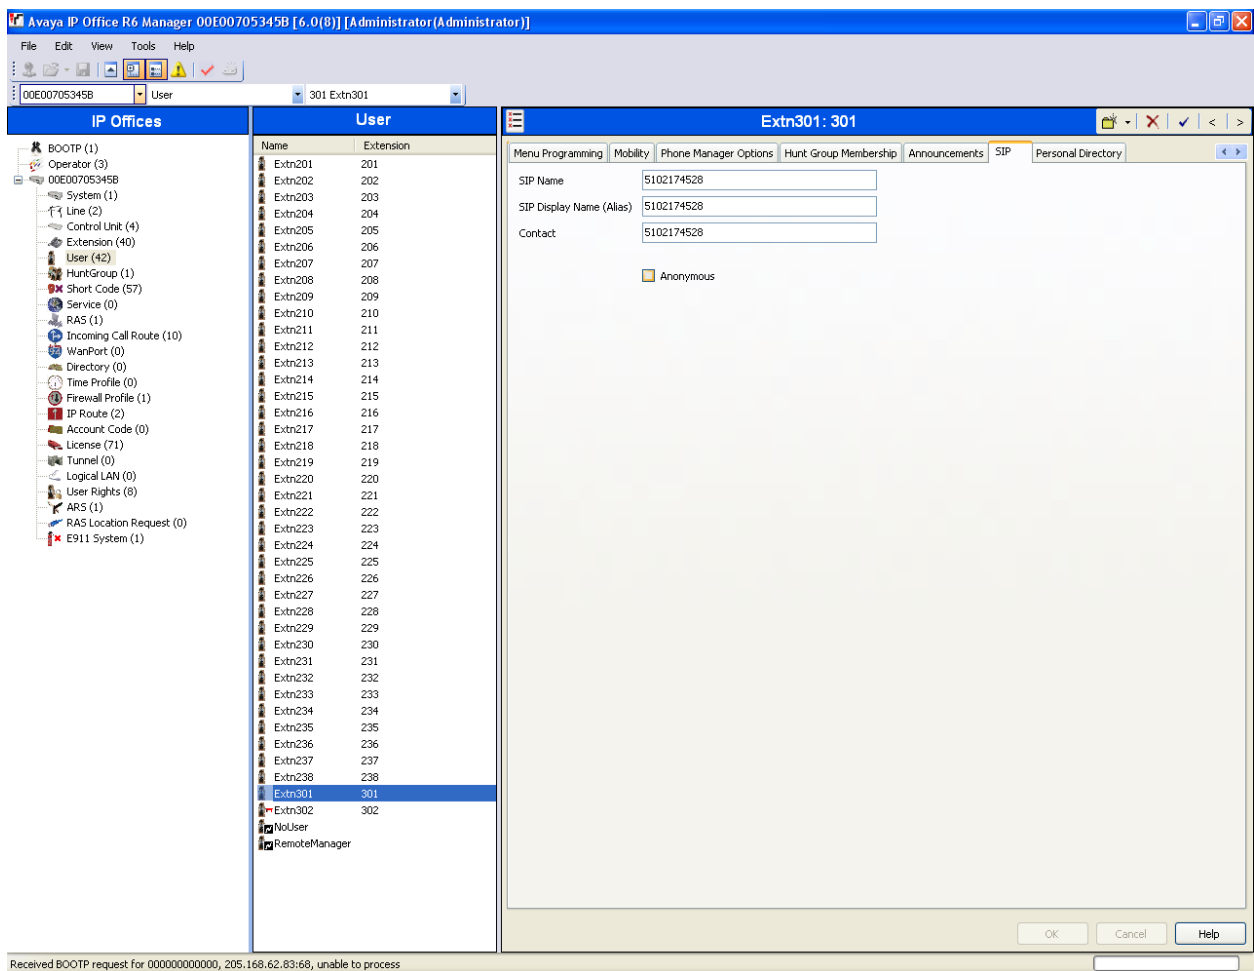 Avaya IP Office R6 Manager 00E00705345B [6.0(8)] [Administrator(Administrator)]
File Edit View Tools Help
00E00705345B User 301 Extn301
IP Offices
BOOTP (1)
Operator (3)
00E00705345B
System (1)
Line (2)
Control Unit (4)
Extension (40)
User (42)
HuntGroup (1)
Short Code (57)
Service (0)
RAS (1)
Incoming Call Route (10)
WanPort (0)
Directory (0)
Time Profile (0)
Firewall Profile (1)
IP Route (2)
Account Code (0)
License (71)
Tunnel (0)
Logical LAN (0)
User Rights (8)
ARS (1)
RAS Location Request (0)
E911 System (1)
User
Name Extension
Extn201 201
Extn202 202
Extn203 203
Extn204 204
Extn205 205
Extn206 206
Extn207 207
Extn208 208
Extn209 209
Extn210 210
Extn211 211
Extn212 212
Extn213 213
Extn214 214
Extn215 215
Extn216 216
Extn217 217
Extn218 218
Extn219 219
Extn220 220
Extn221 221
Extn222 222
Extn223 223
Extn224 224
Extn225 225
Extn226 226
Extn227 227
Extn228 228
Extn229 229
Extn230 230
Extn231 231
Extn232 232
Extn233 233
Extn234 234
Extn235 235
Extn236 236
Extn237 237
Extn238 238
Extn301 301
Extn302 302
NoUser
RemoteManager
Extn301: 301
Menu Programming Mobility Phone Manager Options Hunt Group Membership Announcements SIP Personal Directory
SIP Name 5102174528
SIP Display Name (Alias) 5102174528
Contact 5102174528
Anonymous
OK Cancel Help
Received BOOTP request for 000000000000, 205.168.62.83:68, unable to process